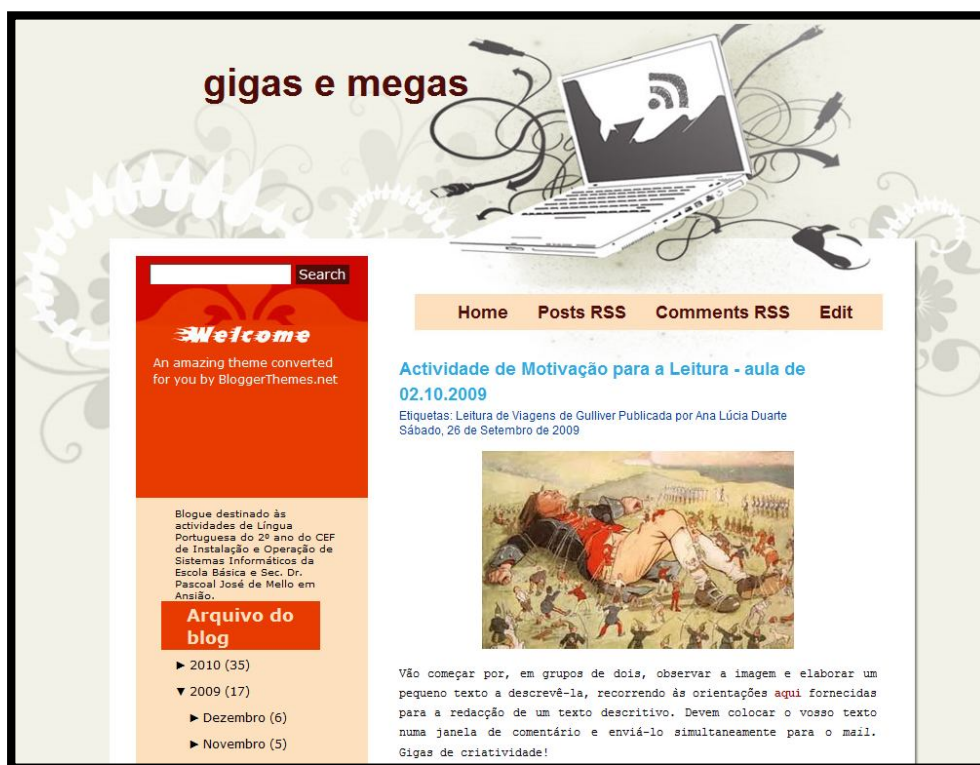 gigas e megas
Search
Welcome
An amazing theme converted
for you by BloggerThemes.net
Blogue destinado às
actividades de Língua
Portuguesa do 2º ano do CEF
de Instalação e Operação de
Sistemas Informáticos da
Escola Básica e Sec. Dr.
Pascoal José de Mello em
Ansião.
Arquivo do
blog
► 2010 (35)
▼ 2009 (17)
► Dezembro (6)
► Novembro (5)
Home Posts RSS Comments RSS Edit
Actividade de Motivação para a Leitura - aula de
02.10.2009
Etiquetas: Leitura de Viagens de Gulliver Publicada por Ana Lúcia Duarte
Sábado, 26 de Setembro de 2009
Vão começar por, em grupos de dois, observar a imagem e elaborar um
pequeno texto a descrevê-la, recorrendo às orientações aqui fornecidas
para a redacção de um texto descritivo. Devem colocar o vosso texto
numa janela de comentário e enviá-lo simultaneamente para o mail.
Gigas de criatividade!